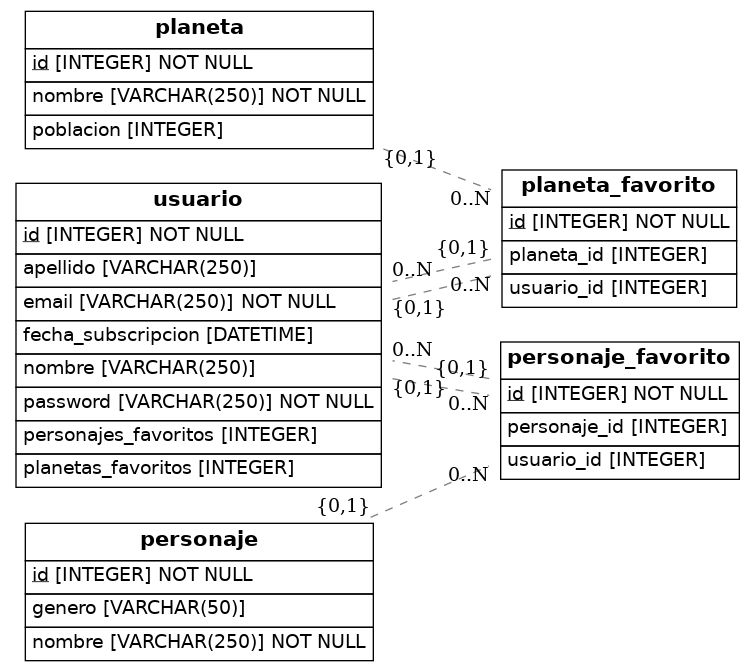 planeta
id [INTEGER] NOT NULL
nombre [VARCHAR(250)] NOT NULL
poblacion [INTEGER]
{0,1}
0..N
planeta_favorito
id [INTEGER] NOT NULL
planeta_id [INTEGER]
usuario_id [INTEGER]
usuario
id [INTEGER] NOT NULL
apellido [VARCHAR(250)]
email [VARCHAR(250)] NOT NULL
fecha_subscripcion [DATETIME]
nombre [VARCHAR(250)]
password [VARCHAR(250)] NOT NULL
personajes_favoritos [INTEGER]
planetas_favoritos [INTEGER]
{0,1}
0..N
0..N
{0,1}
0..N
{0,1}
{0,1}
0..N
personaje_favorito
id [INTEGER] NOT NULL
personaje_id [INTEGER]
usuario_id [INTEGER]
0..N
{0,1}
personaje
id [INTEGER] NOT NULL
genero [VARCHAR(50)]
nombre [VARCHAR(250)] NOT NULL